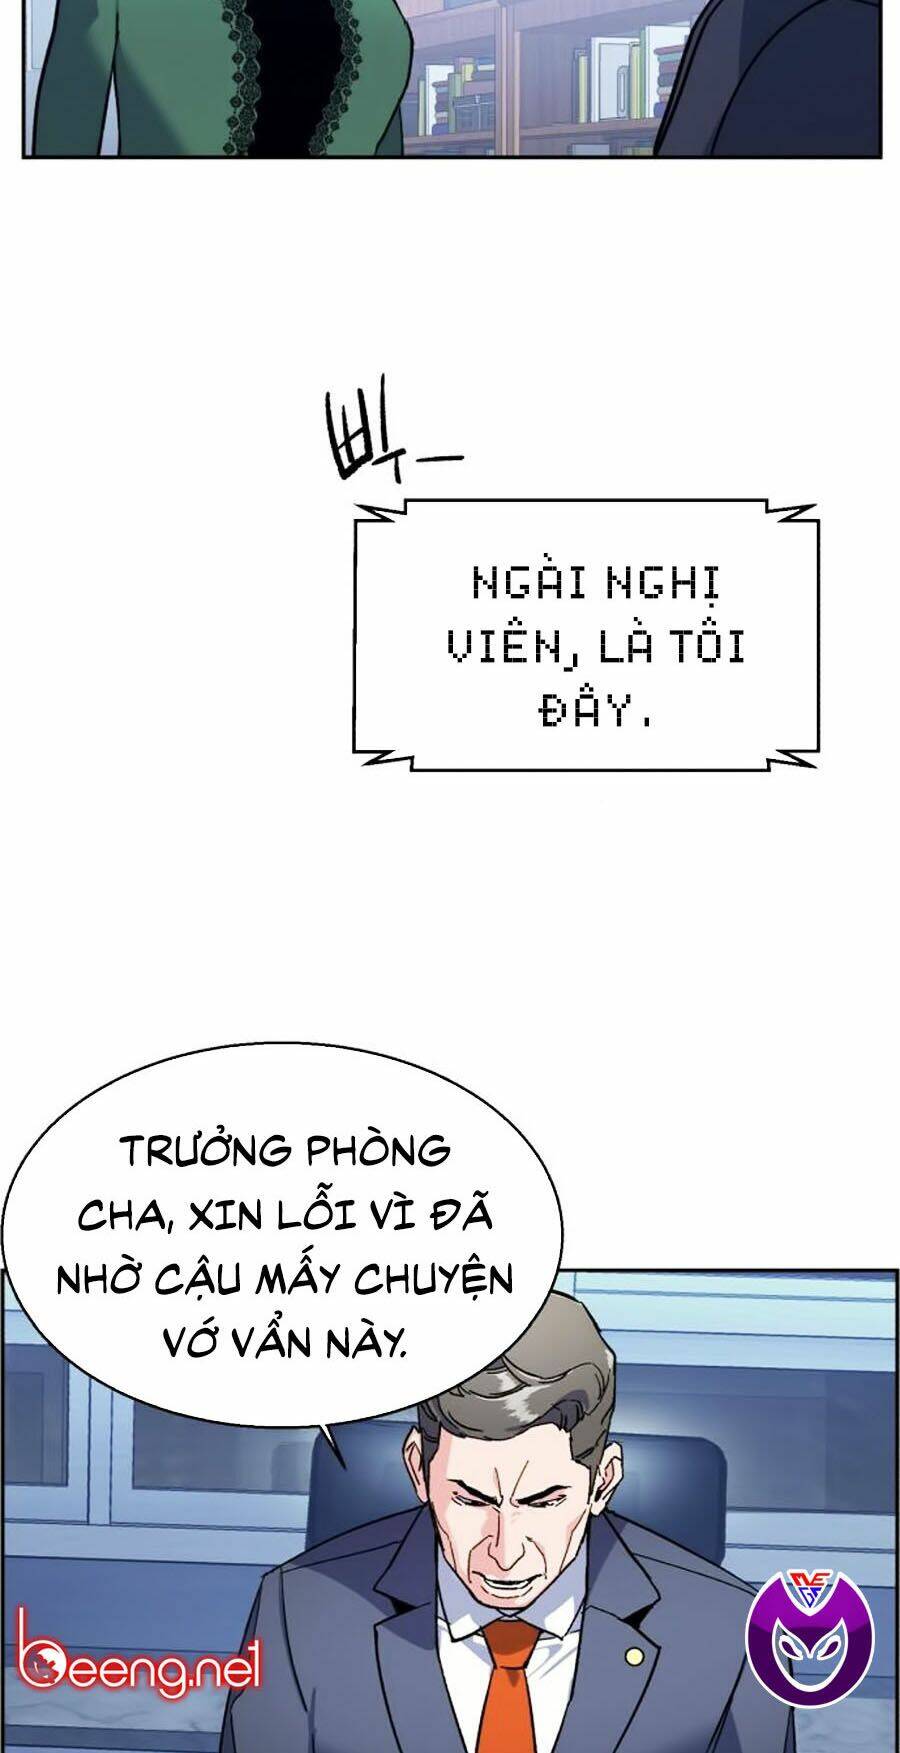 삐-
NGÀI NGHỊ
VIÊN, LÀ TÔI
ĐÂY.
TRƯỞNG PHÒNG
CHA, XIN LỖI VÌ ĐÃ
NHỜ CẬU MẤY CHUYỆN
VỚ VẨN NÀY.
beeng.net